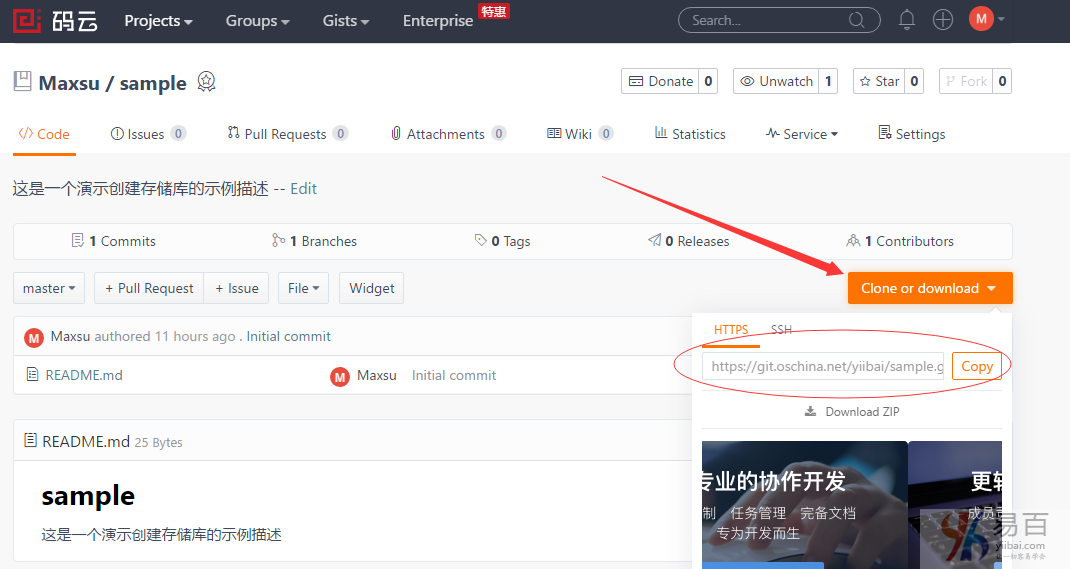 码云 Projects Groups Gists Enterprise 特惠 Search... M
Maxsu / sample Donate 0 Unwatch 1 Star 0 Fork 0
Code Issues 0 Pull Requests 0 Attachments 0 Wiki 0 Statistics Service Settings
这是一个演示创建存储库的示例描述 -- Edit
1 Commits 1 Branches 0 Tags 0 Releases 1 Contributors
master + Pull Request + Issue File Widget Clone or download
HTTPS SSH
M Maxsu authored 11 hours ago . Initial commit
https://git.oschina.net/yiibai/sample.g Copy
README.md M Maxsu Initial commit
Download ZIP
README.md 25 Bytes
专业的协作开发 更轻
sample
制 任务管理 完备文档 成员
专为开发而生
这是一个演示创建存储库的示例描述
易百
yiibai.com